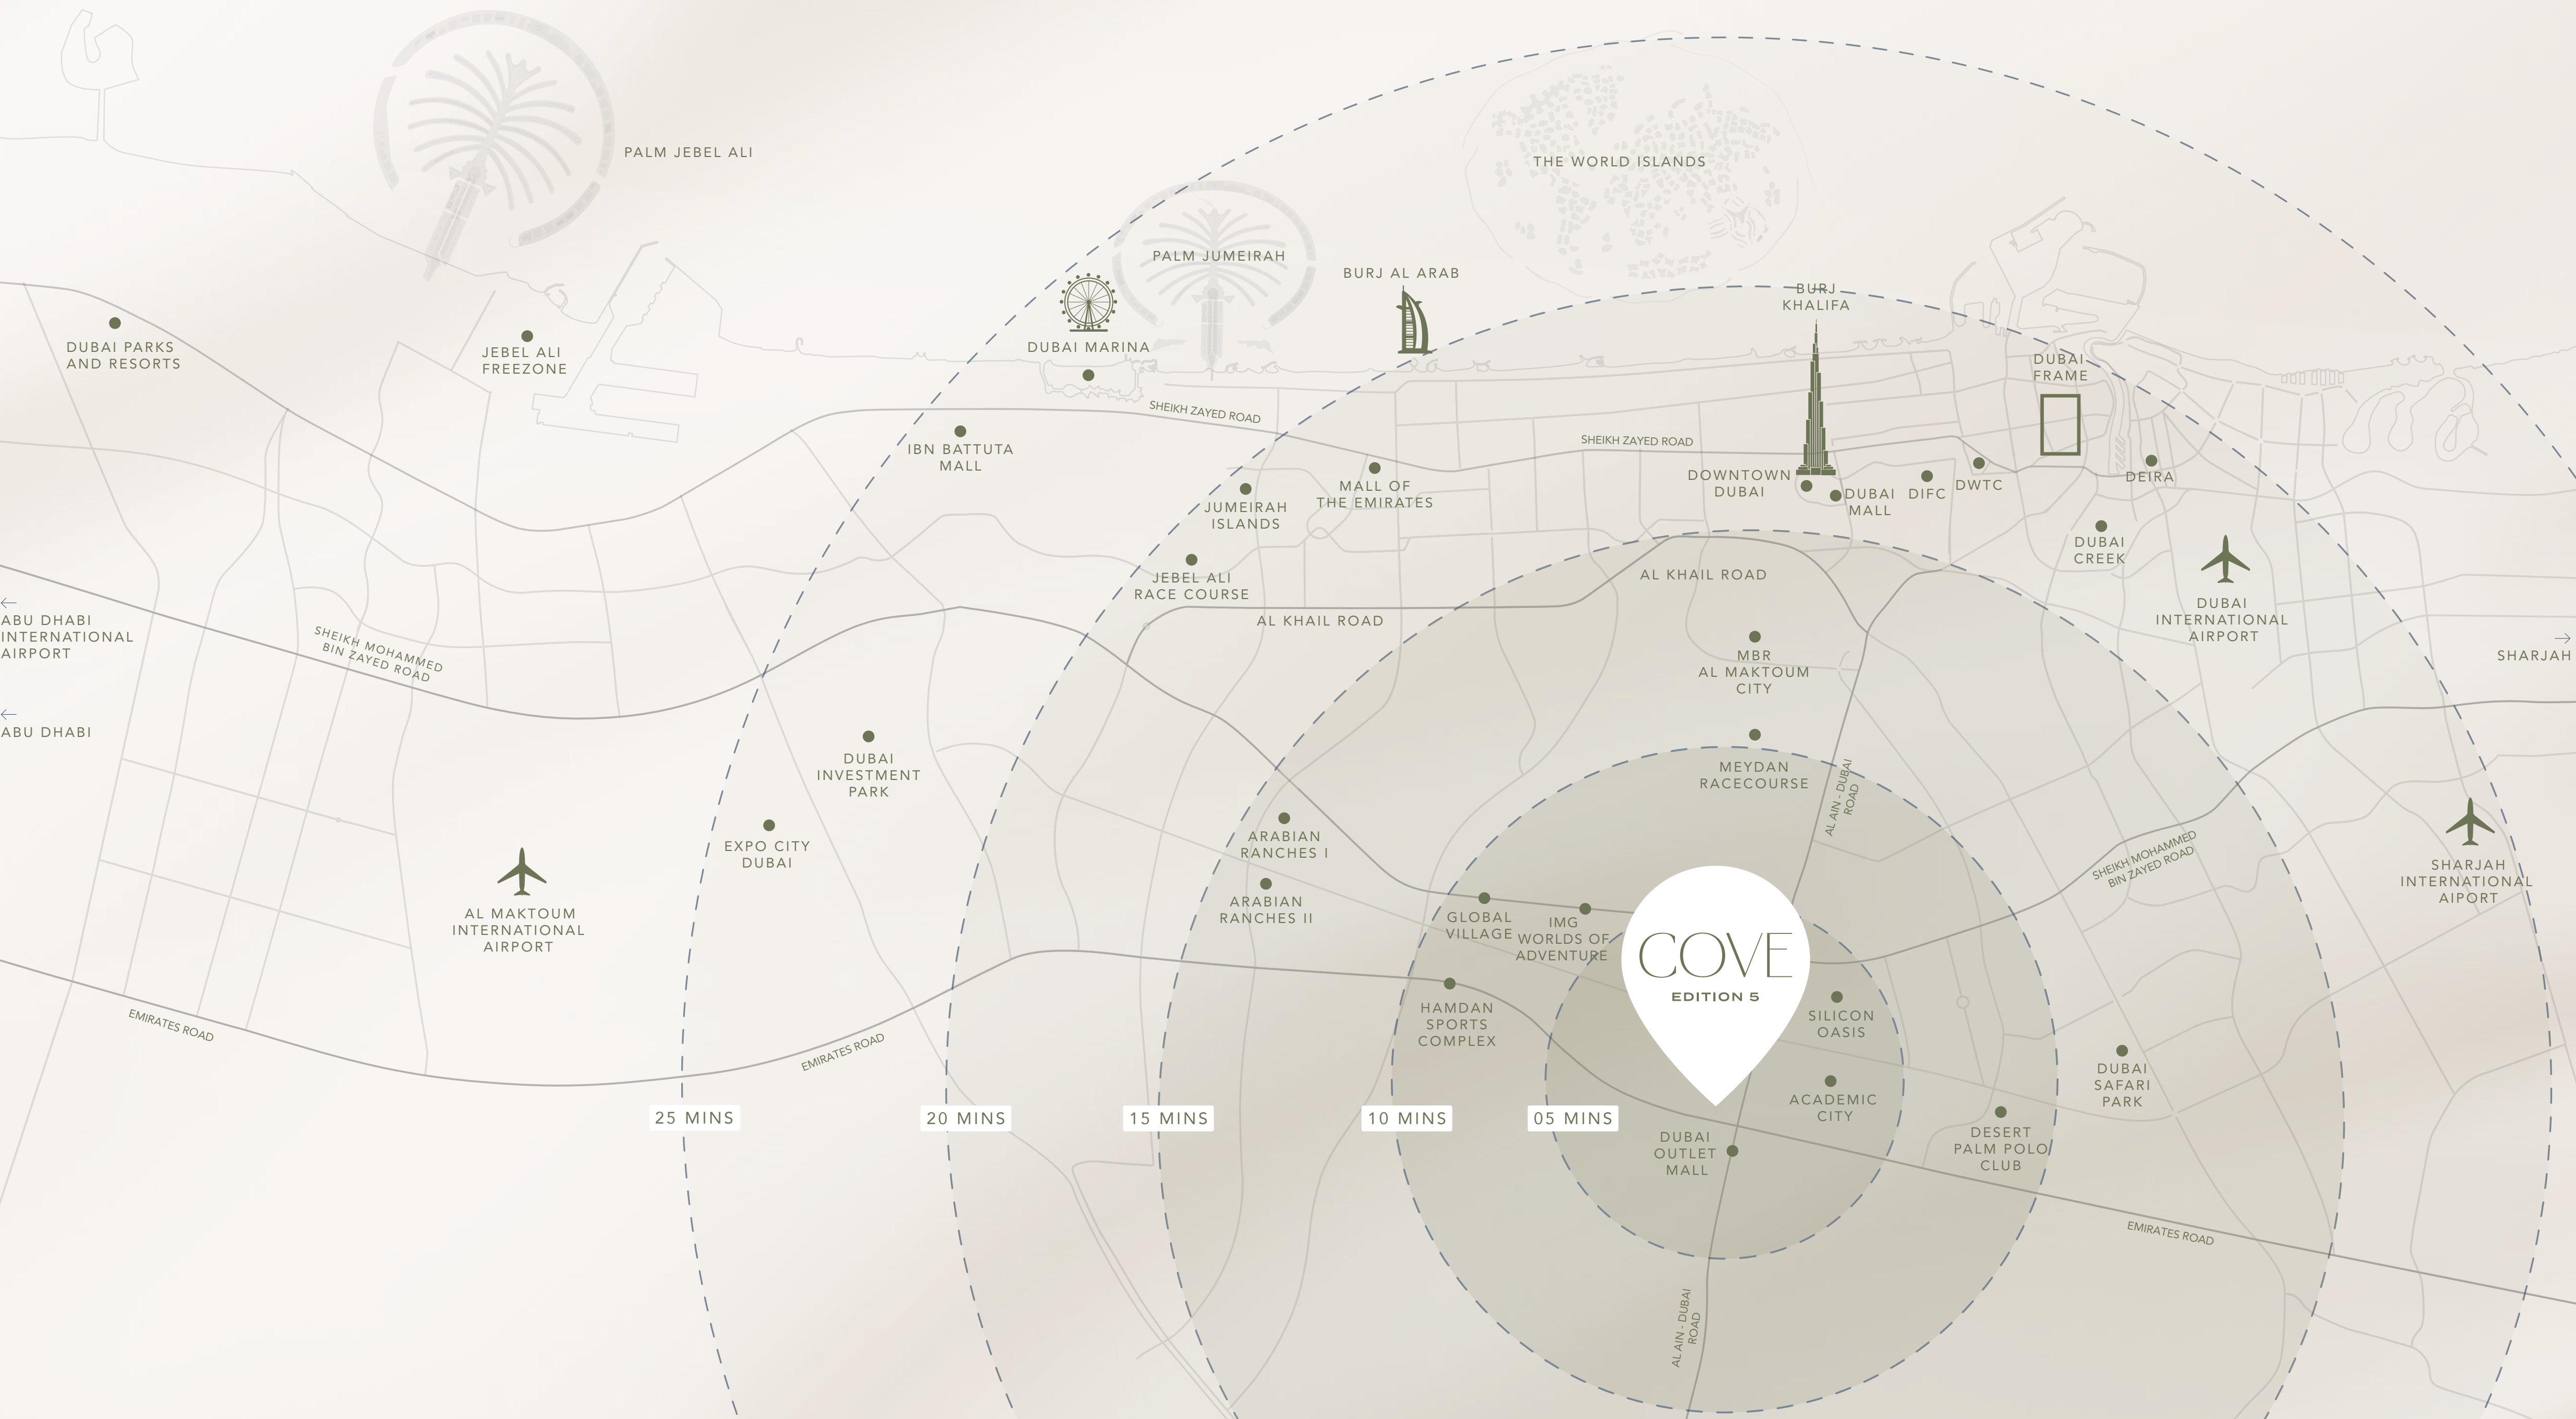 PALM JEBEL ALI
THE WORLD ISLANDS
PALM JUMEIRAH
BURJ AL ARAB
BURJ
KHALIFA
DUBAI PARKS
AND RESORTS
JEBEL ALI
FREEZONE
DUBAI MARINA
DUBAI
FRAME
SHEIKH ZAYED ROAD
SHEIKH ZAYED ROAD
IBN BATTUTA
MALL
JUMEIRAH
ISLANDS
MALL OF
THE EMIRATES
DOWNTOWN
DUBAI
DUBAI
MALL
DIFC
DWTC
DEIRA
DUBAI
CREEK
JEBEL ALI
RACE COURSE
AL KHAIL ROAD
AL KHAIL ROAD
DUBAI
INTERNATIONAL
AIRPORT
ABU DHABI
INTERNATIONAL
AIRPORT
SHEIKH MOHAMMED
BIN ZAYED ROAD
SHARJAH
MBR
AL MAKTOUM
CITY
ABU DHABI
DUBAI
INVESTMENT
PARK
MEYDAN
RACECOURSE
AL AIN - DUBAI
ROAD
EXPO CITY
DUBAI
ARABIAN
RANCHES I
ARABIAN
RANCHES II
SHEIKH MOHAMMED
BIN ZAYED ROAD
SHARJAH
INTERNATIONAL
AIPORT
AL MAKTOUM
INTERNATIONAL
AIRPORT
GLOBAL
VILLAGE
IMG
WORLDS OF
ADVENTURE
COVE
EDITION 5
HAMDAN
SPORTS
COMPLEX
SILICON
OASIS
EMIRATES ROAD
EMIRATES ROAD
DUBAI
SAFARI
PARK
ACADEMIC
CITY
25 MINS
20 MINS
15 MINS
10 MINS
05 MINS
DUBAI
OUTLET
MALL
DESERT
PALM POLO
CLUB
EMIRATES ROAD
AL AIN - DUBAI
ROAD